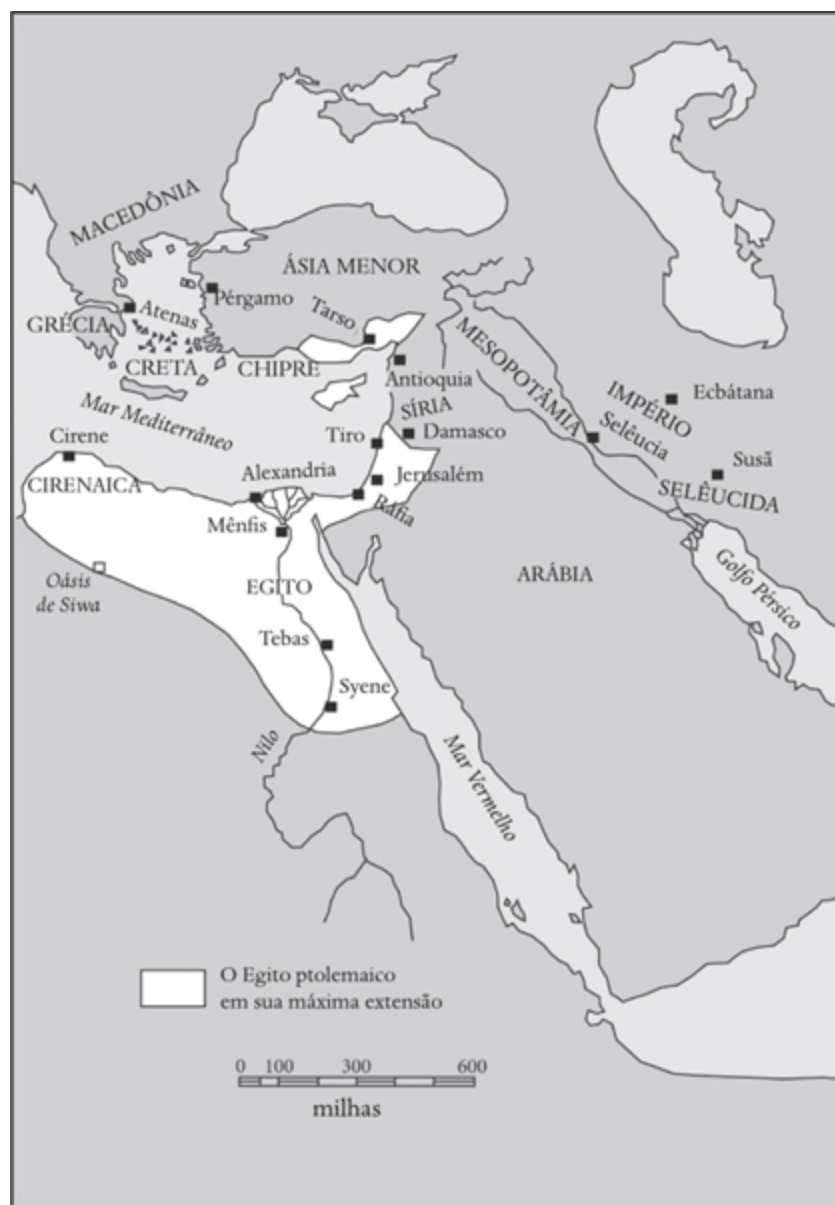 MACEDÔNIA
ÁSIA MENOR
Pérgamo
Atenas
GRÉCIA
Tarso
CRETA
CHIPRE
Antioquia
MESOPOTÂMIA
IMPÉRIO
Ecbátana
Mar Mediterrâneo
SÍRIA
Selêucia
Cirene
Tiro
Damasco
Susã
CIRENAICA
Alexandria
Jerusalém
SELÊUCIDA
Ráfia
Mênfis
Oásis
de Siwa
EGITO
ARÁBIA
Golfo Pérsico
Tebas
Syene
Nilo
Mar Vermelho
O Egito ptolemaico
em sua máxima extensão
0 100 300 600
milhas